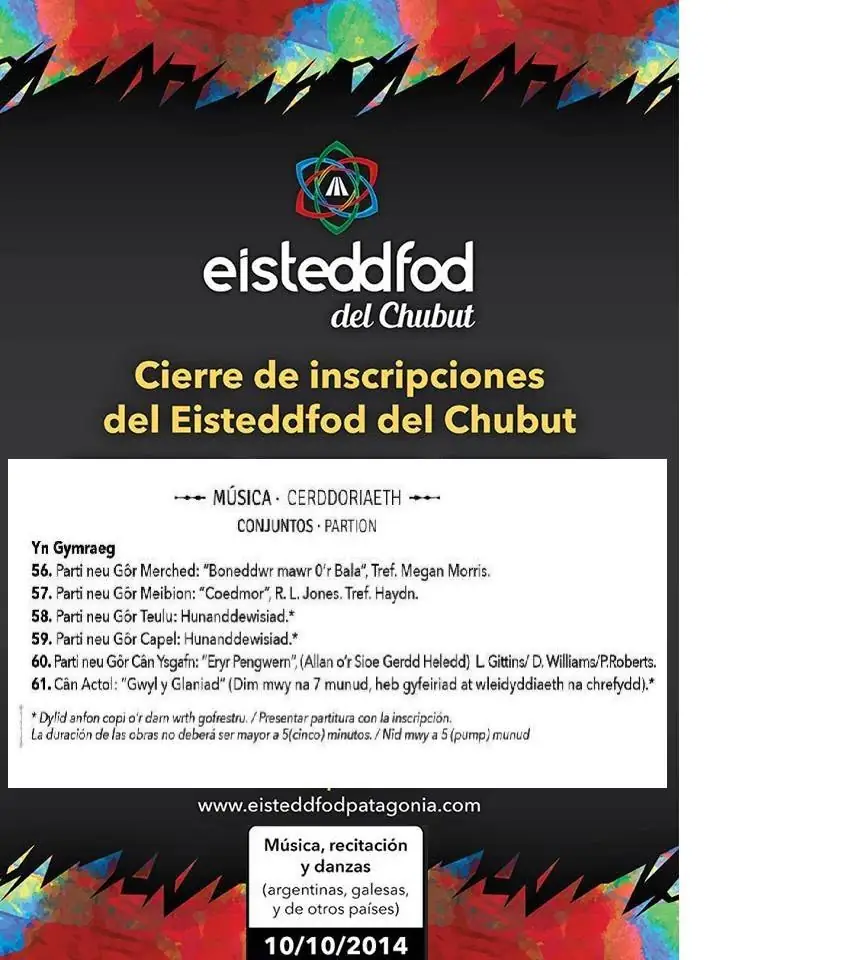 eisteddfod
del Chubut
Cierre de inscripciones
del Eisteddfod del Chubut
MÚSICA · CERDDORIAETH
CONJUNTOS · PARTION
Yn Gymraeg
56. Parti neu Gôr Merched: "Boneddwr mawr O'r Bala", Tref. Megan Morris.
57. Parti neu Gôr Meibion: "Coedmor", R. L. Jones. Tref. Haydn.
58. Parti neu Gôr Teulu: Hunanddewisiad.*
59. Parti neu Gôr Capel: Hunanddewisiad.*
60. Parti neu Gôr Cân Ysgafn: "Eryr Pengwern", (Allan o'r Sioe Gerdd Heledd) L. Gittins/ D. Williams/P.Roberts.
61. Cân Actol: "Gwyl y Glaniad" (Dim mwy na 7 munud, heb gyfeiriad at wleidyddiaeth na chrefydd).*
* Dylid anfon copi o'r darn wrth gofrestru. / Presentar partitura con la inscripción.
La duración de las obras no deberá ser mayor a 5(cinco) minutos. / Nid mwy a 5 (pump) munud
www.eisteddfodpatagonia.com
Música, recitación
y danzas
(argentinas, galesas,
y de otros países)
10/10/2014